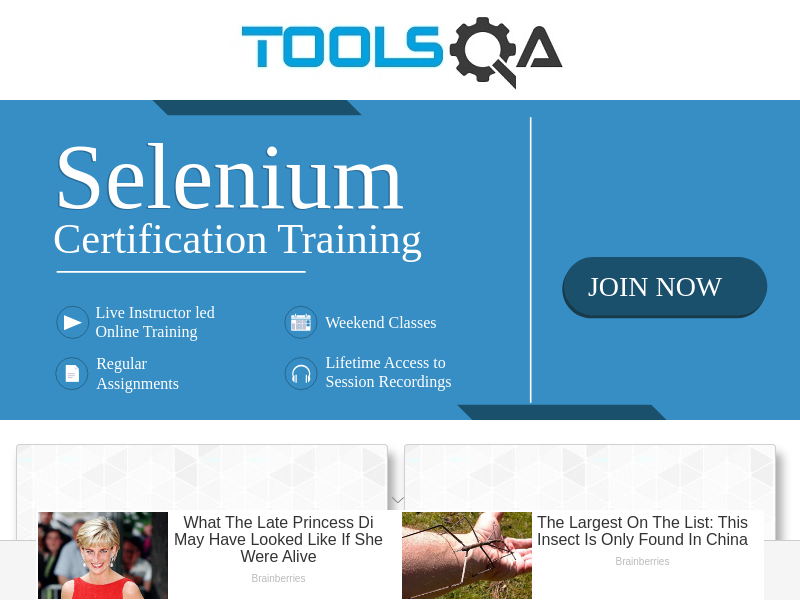 TOOLSQA
Selenium
Certification Training
JOIN NOW
Live Instructor led
Online Training
Weekend Classes
Regular
Assignments
Lifetime Access to
Session Recordings
What The Late Princess Di
May Have Looked Like If She
Were Alive
Brainberries
The Largest On The List: This
Insect Is Only Found In China
Brainberries